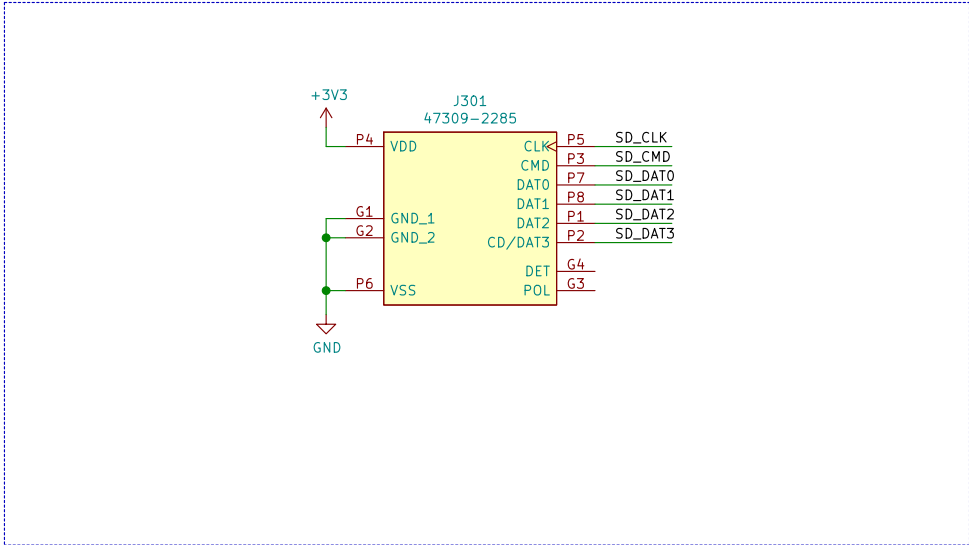 +3V3
J301
47309-2285
P4 VDD CLK P5 SD_CLK
CMD P3 SD_CMD
DAT0 P7 SD_DAT0
DAT1 P8 SD_DAT1
G1 GND_1 DAT2 P1 SD_DAT2
G2 GND_2 CD/DAT3 P2 SD_DAT3
DET G4
P6 VSS POL G3
GND